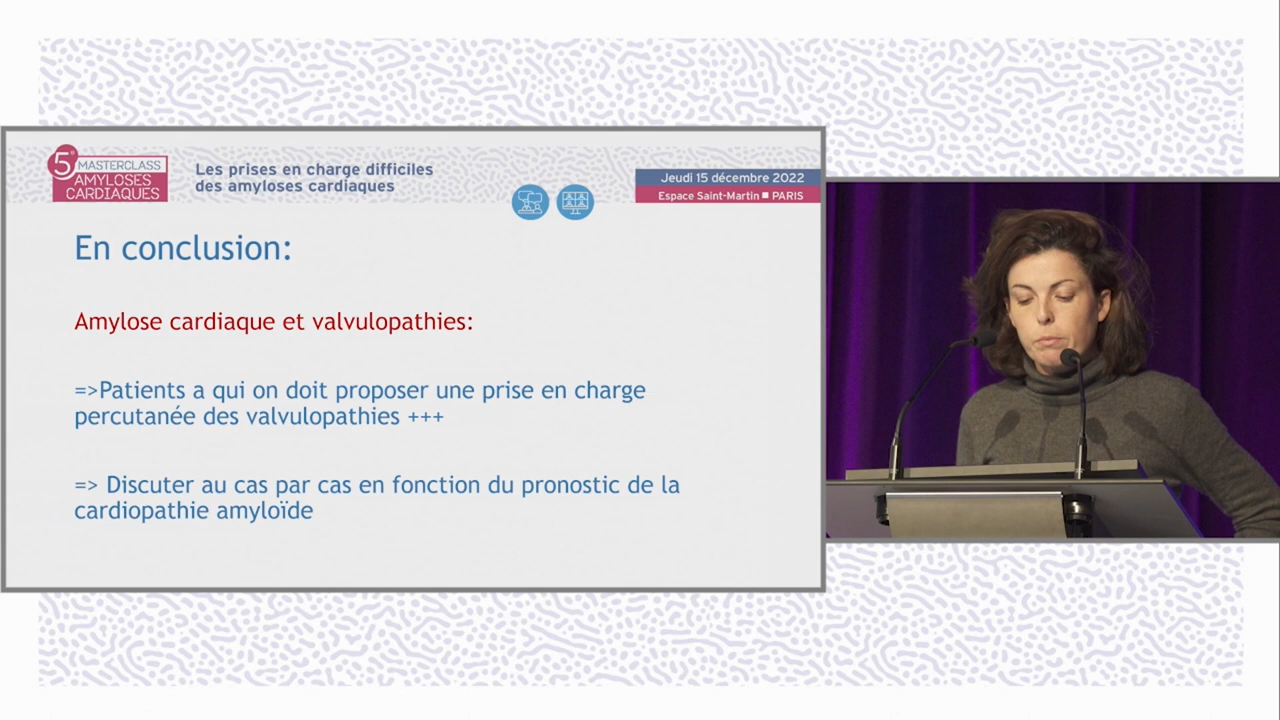 5e MASTERCLASS
AMYLOSES
CARDIAQUES
Les prises en charge difficiles
des amyloses cardiaques
Jeudi 15 décembre 2022
Espace Saint-Martin ■ PARIS
En conclusion:
Amylose cardiaque et valvulopathies:
=>Patients a qui on doit proposer une prise en charge
percutanée des valvulopathies +++
=> Discuter au cas par cas en fonction du pronostic de la
cardiopathie amyloïde